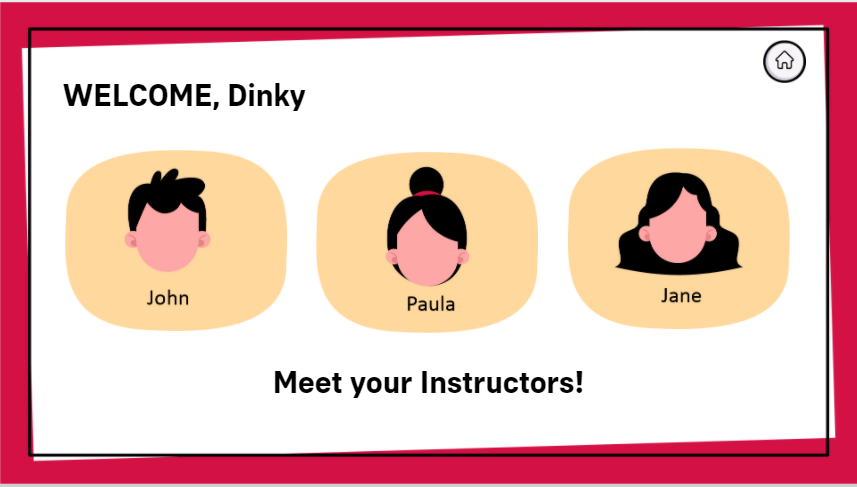 WELCOME, Dinky
John
Paula
Jane
Meet your Instructors!